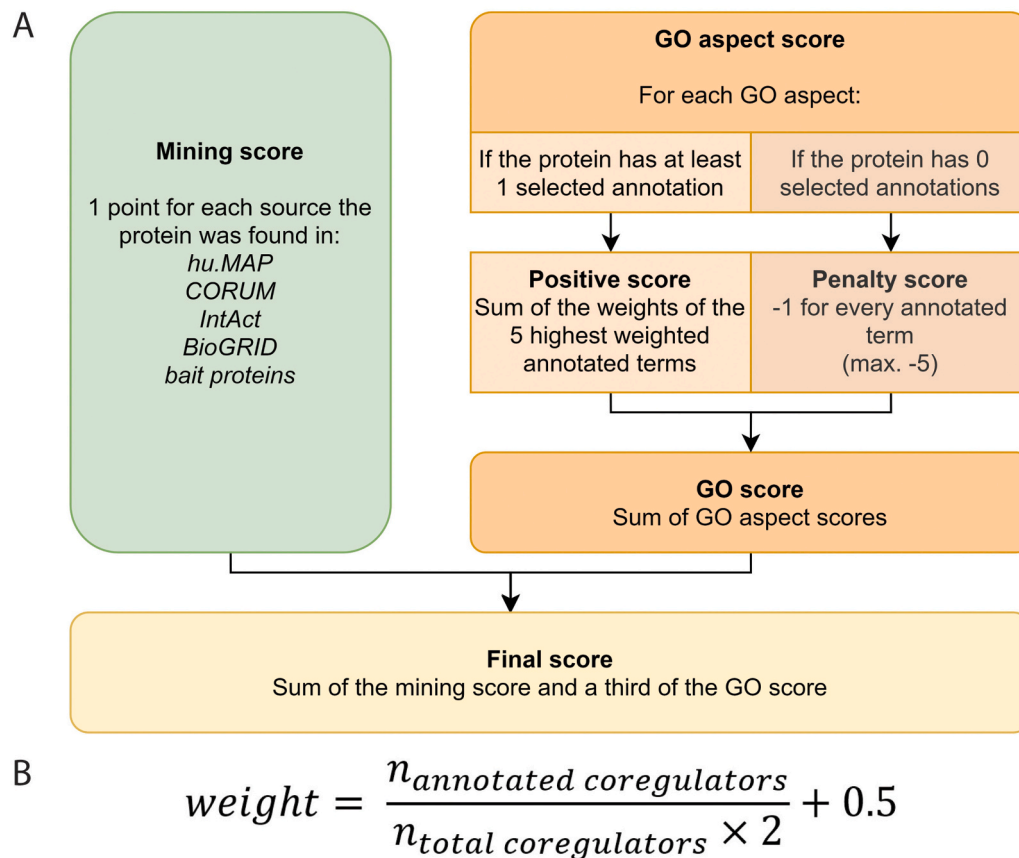 A
Mining score
1 point for each source the
protein was found in:
hu.MAP
CORUM
IntAct
BioGRID
bait proteins
GO aspect score
For each GO aspect:
If the protein has at least
1 selected annotation
If the protein has 0
selected annotations
Positive score
Sum of the weights of the
5 highest weighted
annotated terms
Penalty score
-1 for every annotated
term
(max. -5)
GO score
Sum of GO aspect scores
Final score
Sum of the mining score and a third of the GO score
B
weight = n_annotated coregulators / n_total coregulators × 2 + 0.5